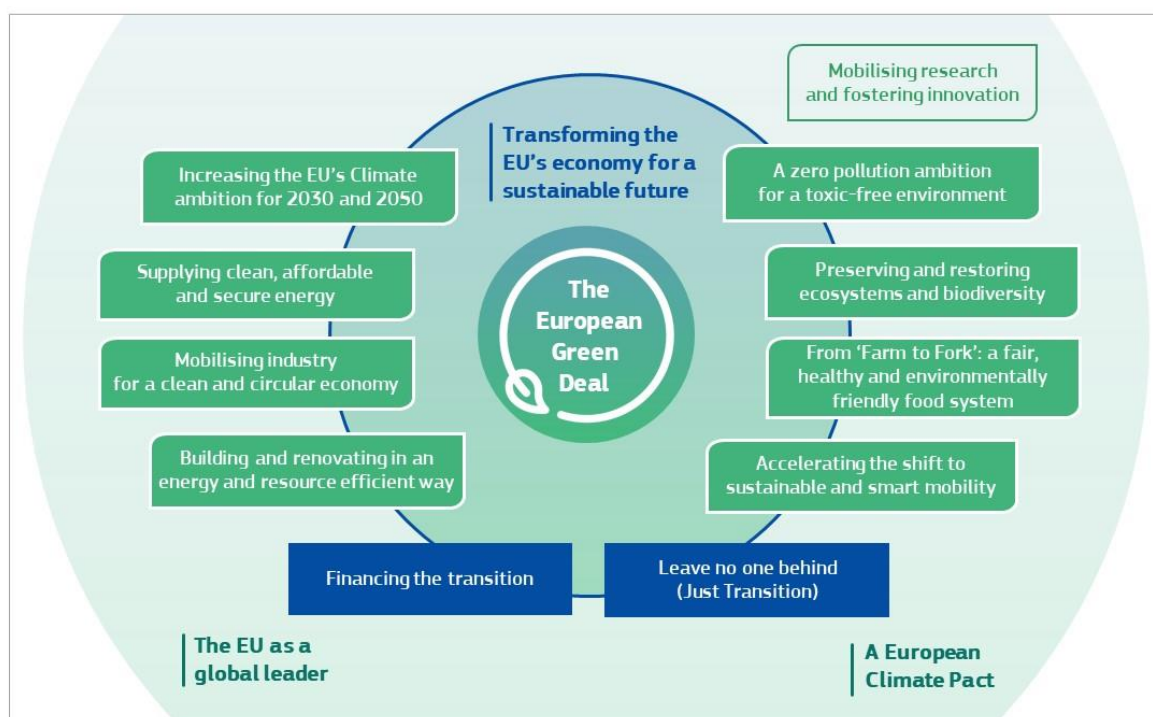 Mobilising research
and fostering innovation
Transforming the
EU's economy for a
sustainable future
Increasing the EU's Climate
ambition for 2030 and 2050
A zero pollution ambition
for a toxic-free environment
Supplying clean, affordable
and secure energy
Preserving and restoring
ecosystems and biodiversity
The
European
Green
Deal
Mobilising industry
for a clean and circular economy
From ‘Farm to Fork’: a fair,
healthy and environmentally
friendly food system
Building and renovating in an
energy and resource efficient way
Accelerating the shift to
sustainable and smart mobility
Financing the transition
Leave no one behind
(Just Transition)
The EU as a
global leader
A European
Climate Pact